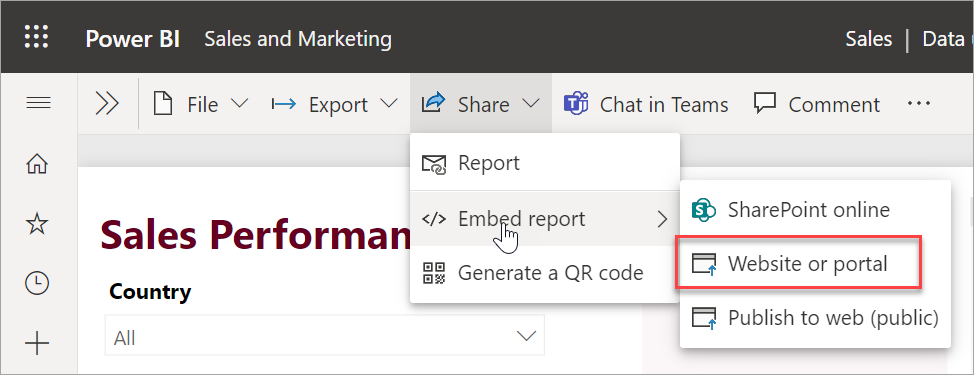 Power BI Sales and Marketing Sales | Data
File Export Share Chat in Teams Comment ...
Report
Embed report
Generate a QR code
SharePoint online
Website or portal
Publish to web (public)
Sales Performan
Country
All